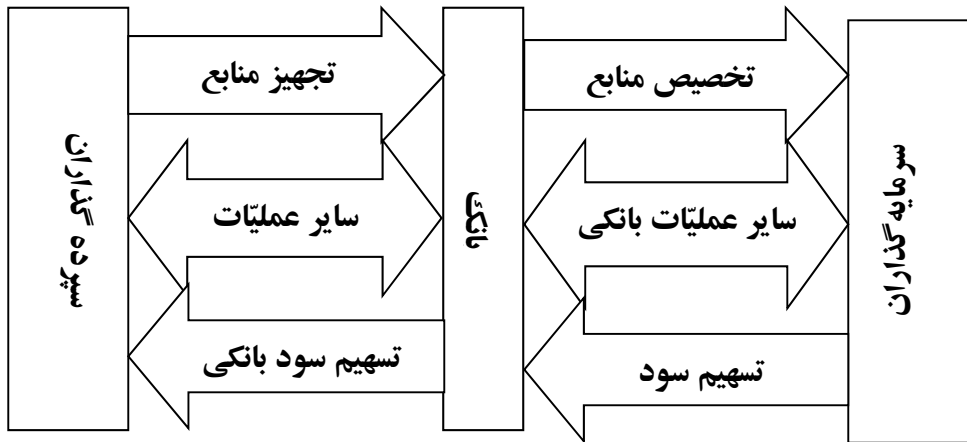 سپرده گذاران
تجهیز منابع
سایر عملیّات
تسهیم سود بانکی
بانک
تخصیص منابع
سایر عملیّات بانکی
تسهیم سود
سرمایه گذاران